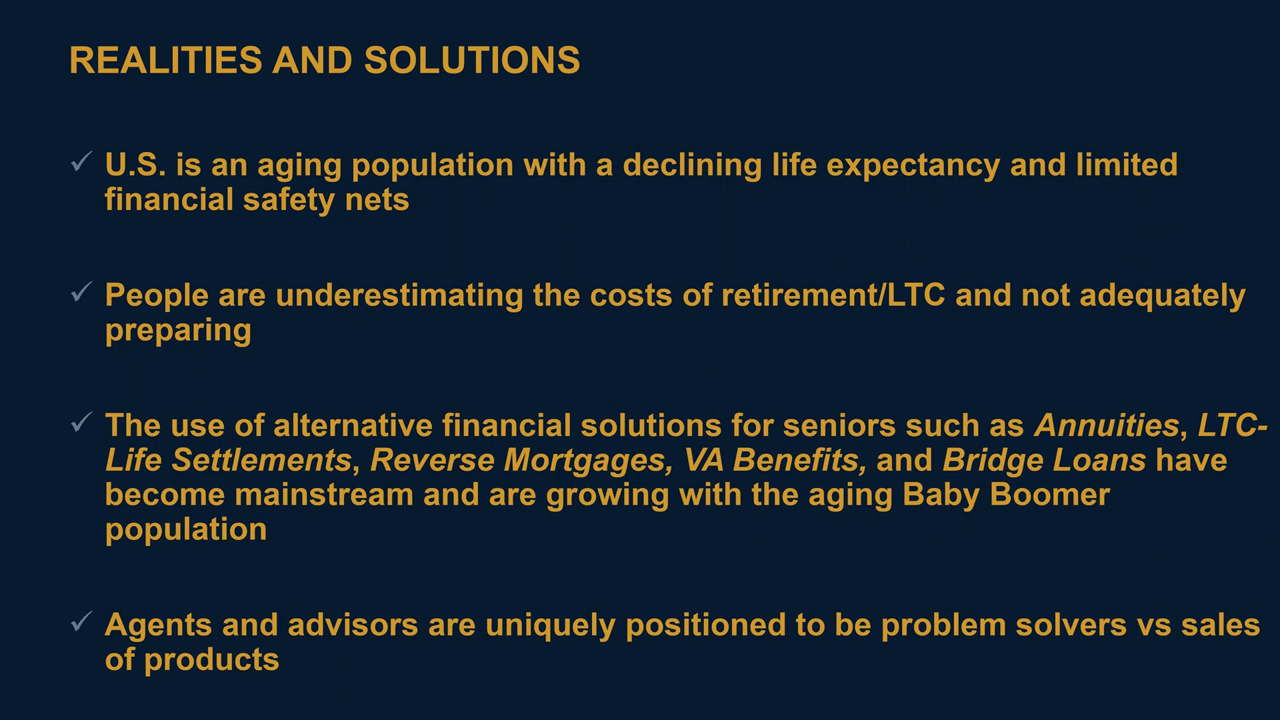 REALITIES AND SOLUTIONS
✓ U.S. is an aging population with a declining life expectancy and limited
financial safety nets
✓ People are underestimating the costs of retirement/LTC and not adequately
preparing
✓ The use of alternative financial solutions for seniors such as Annuities, LTC-
Life Settlements, Reverse Mortgages, VA Benefits, and Bridge Loans have
become mainstream and are growing with the aging Baby Boomer
population
✓ Agents and advisors are uniquely positioned to be problem solvers vs sales
of products